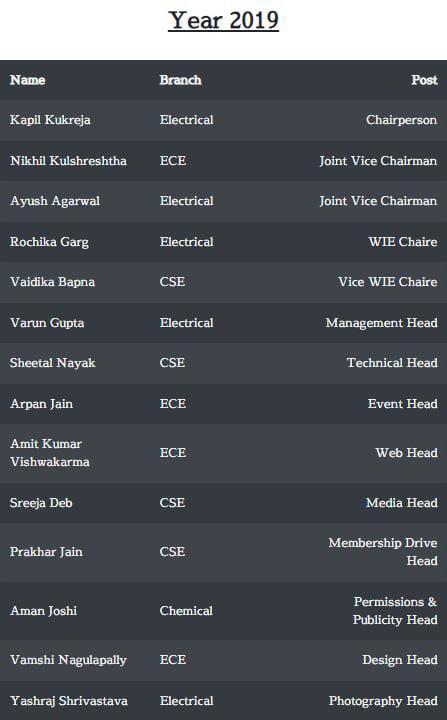 Year 2019
Name Branch Post
Kapil Kukreja Electrical Chairperson
Nikhil Kulshreshtha ECE Joint Vice Chairman
Ayush Agarwal Electrical Joint Vice Chairman
Rochika Garg Electrical WIE Chaire
Vaidika Bapna CSE Vice WIE Chaire
Varun Gupta Electrical Management Head
Sheetal Nayak CSE Technical Head
Arpan Jain ECE Event Head
Amit Kumar
Vishwakarma ECE Web Head
Sreeja Deb CSE Media Head
Prakhar Jain CSE Membership Drive
Head
Aman Joshi Chemical Permissions &
Publicity Head
Vamshi Nagulapally ECE Design Head
Yashraj Shrivastava Electrical Photography Head